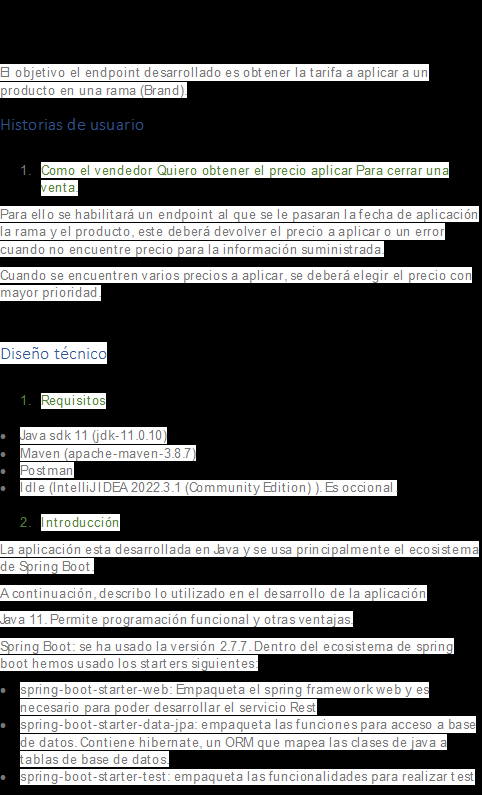 El objetivo el endpoint desarrollado es obtener la tarifa a aplicar a un
producto en una rama (Brand).
Historias de usuario
1. Como el vendedor Quiero obtener el precio aplicar Para cerrar una
venta.
Para ello se habilitará un endpoint al que se le pasaran la fecha de aplicación
la rama y el producto, este deberá devolver el precio a aplicar o un error
cuando no encuentre precio para la información suministrada.
Cuando se encuentren varios precios a aplicar, se deberá elegir el precio con
mayor prioridad.
Diseño técnico
1. Requisitos
• Java sdk 11 (jdk-11.0.10)
• Maven (apache-maven-3.8.7)
• Postman
• Idle (IntelliJ IDEA 2022.3.1 (Community Edition) ). Es occional.
2. Introducción
La aplicación esta desarrollada en Java y se usa principalmente el ecosistema
de Spring Boot.
A continuación, describo lo utilizado en el desarrollo de la aplicación
Java 11. Permite programación funcional y otras ventajas.
Spring Boot: se ha usado la versión 2.7.7. Dentro del ecosistema de spring
boot hemos usado los starters siguientes:
• spring-boot-starter-web: Empaqueta el spring framework web y es
necesario para poder desarrollar el servicio Rest
• spring-boot-starter-data-jpa: empaqueta las funciones para acceso a base
de datos. Contiene hibernate, un ORM que mapea las clases de java a
tablas de base de datos.
• spring-boot-starter-test: empaqueta las funcionalidades para realizar test